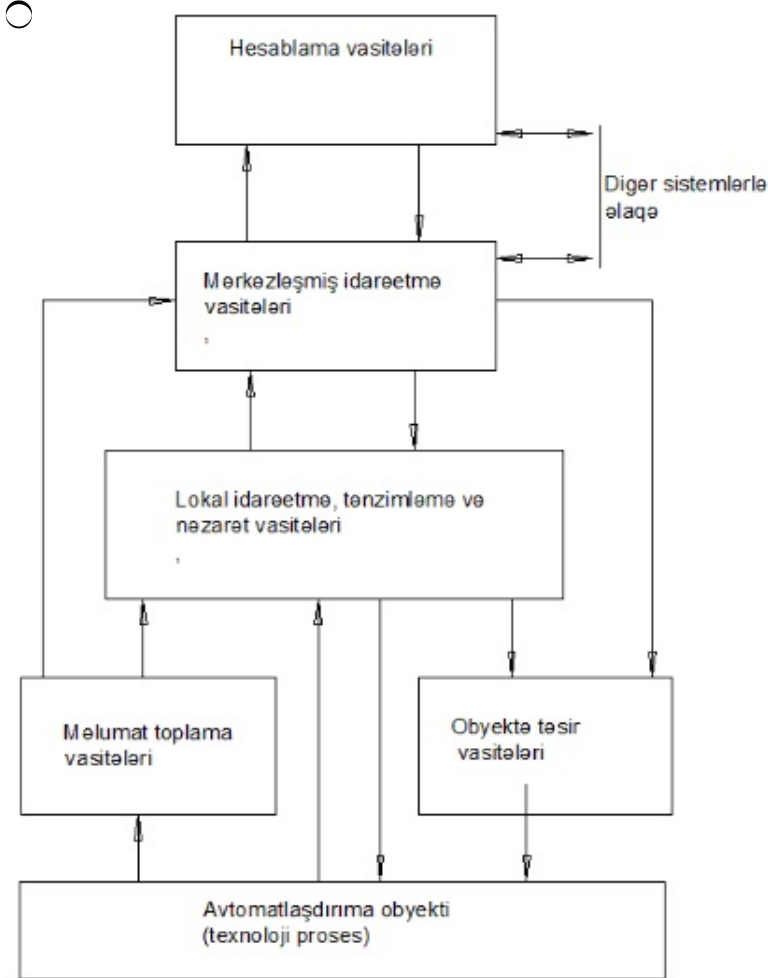 Hesablama vasitələri
Digər sistemlərlə
əlaqə
Mərkəzləşmiş idarəetmə
vasitələri
,
Lokal idarəetmə, tənzimləmə və
nəzarət vasitələri
,
Məlumat toplama
vasitələri
Obyektə təsir
vasitələri
Avtomatlaşdırıma obyekti
(texnoloji proses)